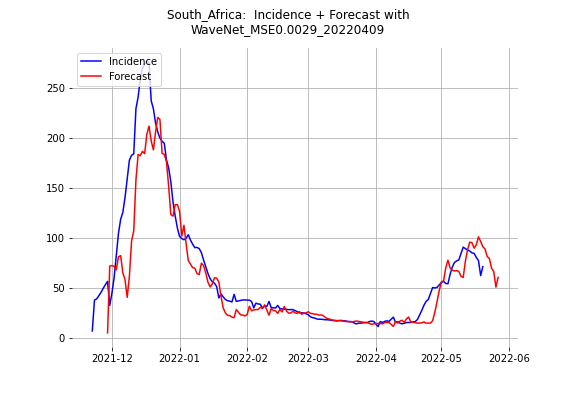 South_Africa:  Incidence + Forecast with
WaveNet_MSE0.0029_20220409
Incidence
Forecast
250
200
150
100
50
0
2021-12 2022-01 2022-02 2022-03 2022-04 2022-05 2022-06